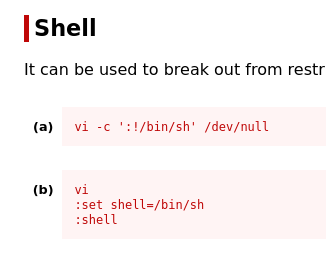 Shell
It can be used to break out from restr
(a) vi -c ':!/bin/sh' /dev/null
(b) vi
:set shell=/bin/sh
:shell